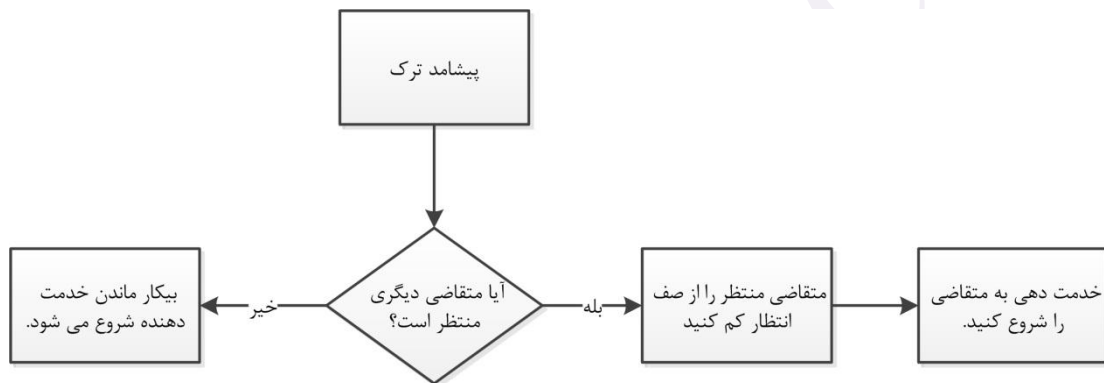 پیشامد ترک
آیا متقاضی دیگری
منتظر است؟
بله
متقاضی منتظر را از صف
انتظار کم کنید
خدمت دهی به متقاضی
را شروع کنید.
خیر
بیکار ماندن خدمت
دهنده شروع می شود.